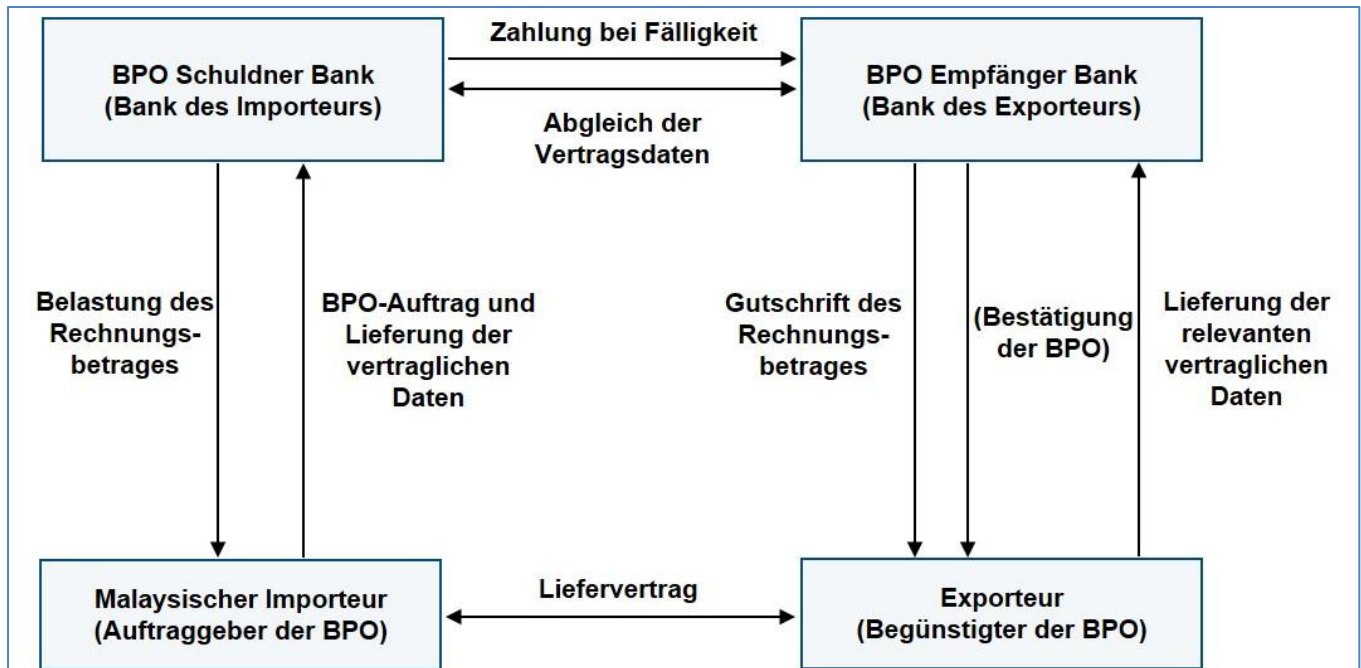 Zahlung bei Fälligkeit
BPO Schuldner Bank
(Bank des Importeurs)
BPO Empfänger Bank
(Bank des Exporteurs)
Abgleich der
Vertragsdaten
Belastung des
Rechnungs-
betrages
BPO-Auftrag und
Lieferung der
vertraglichen
Daten
Gutschrift des
Rechnungs-
betrages
(Bestätigung
der BPO)
Lieferung der
relevanten
vertraglichen
Daten
Malaysischer Importeur
(Auftraggeber der BPO)
Liefervertrag
Exporteur
(Begünstigter der BPO)